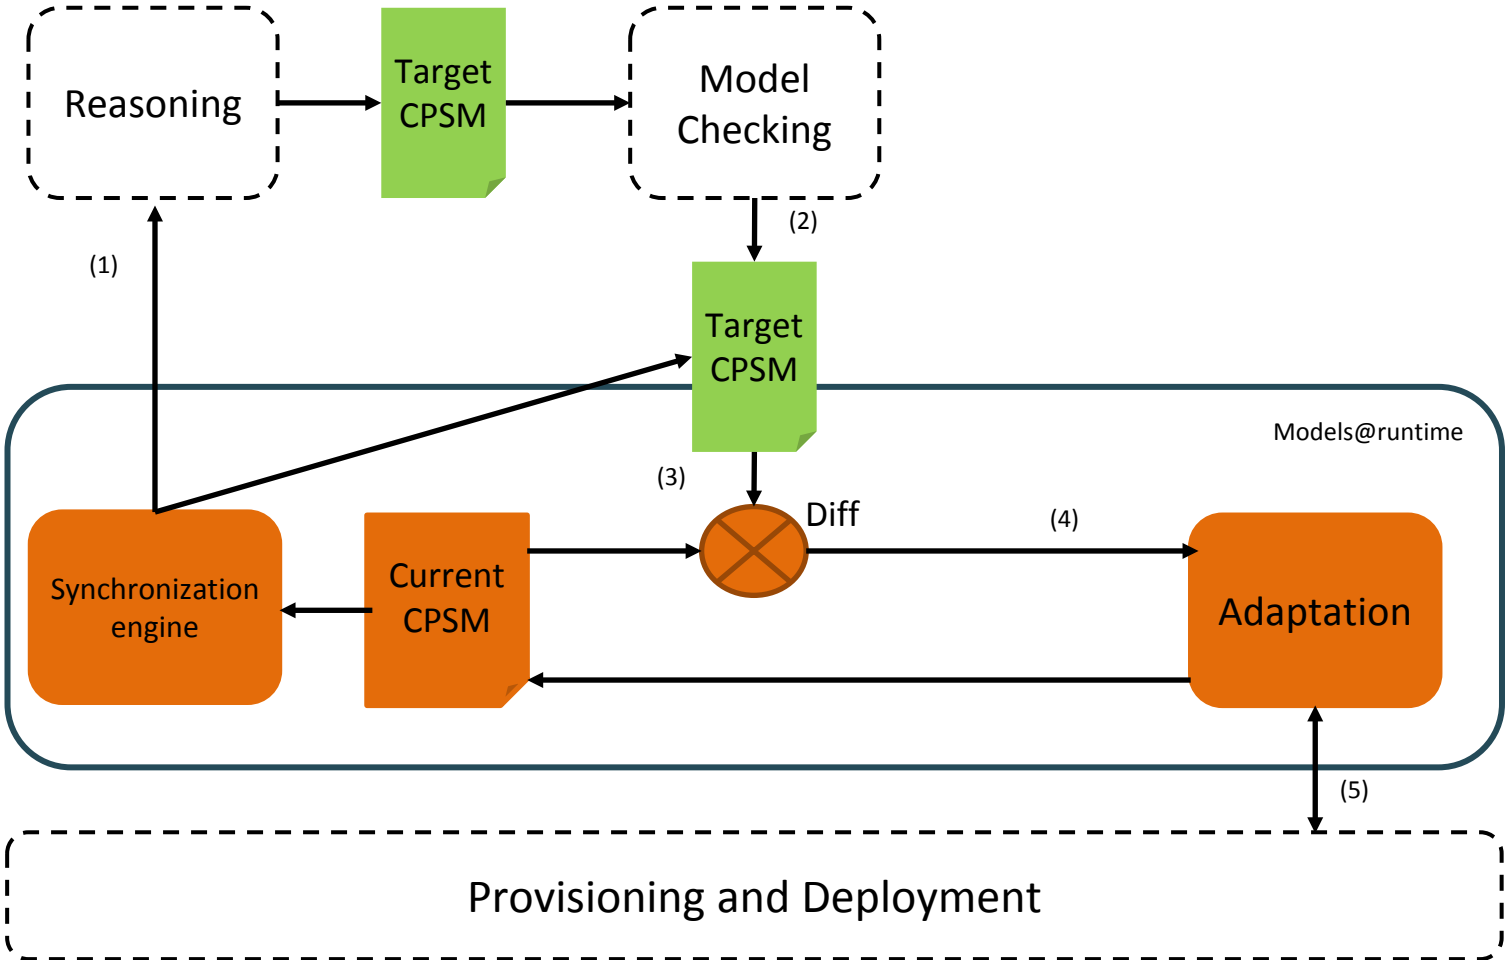 Reasoning
Target
CPSM
Model
Checking
(1)
(2)
Target
CPSM
Models@runtime
(3)
Diff
(4)
Synchronization
engine
Current
CPSM
Adaptation
(5)
Provisioning and Deployment